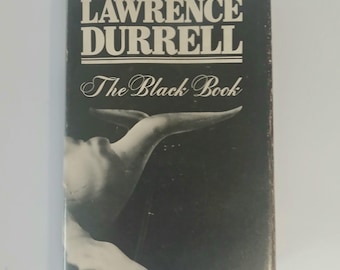 LAWRENCE
DURRELL
The Black Book